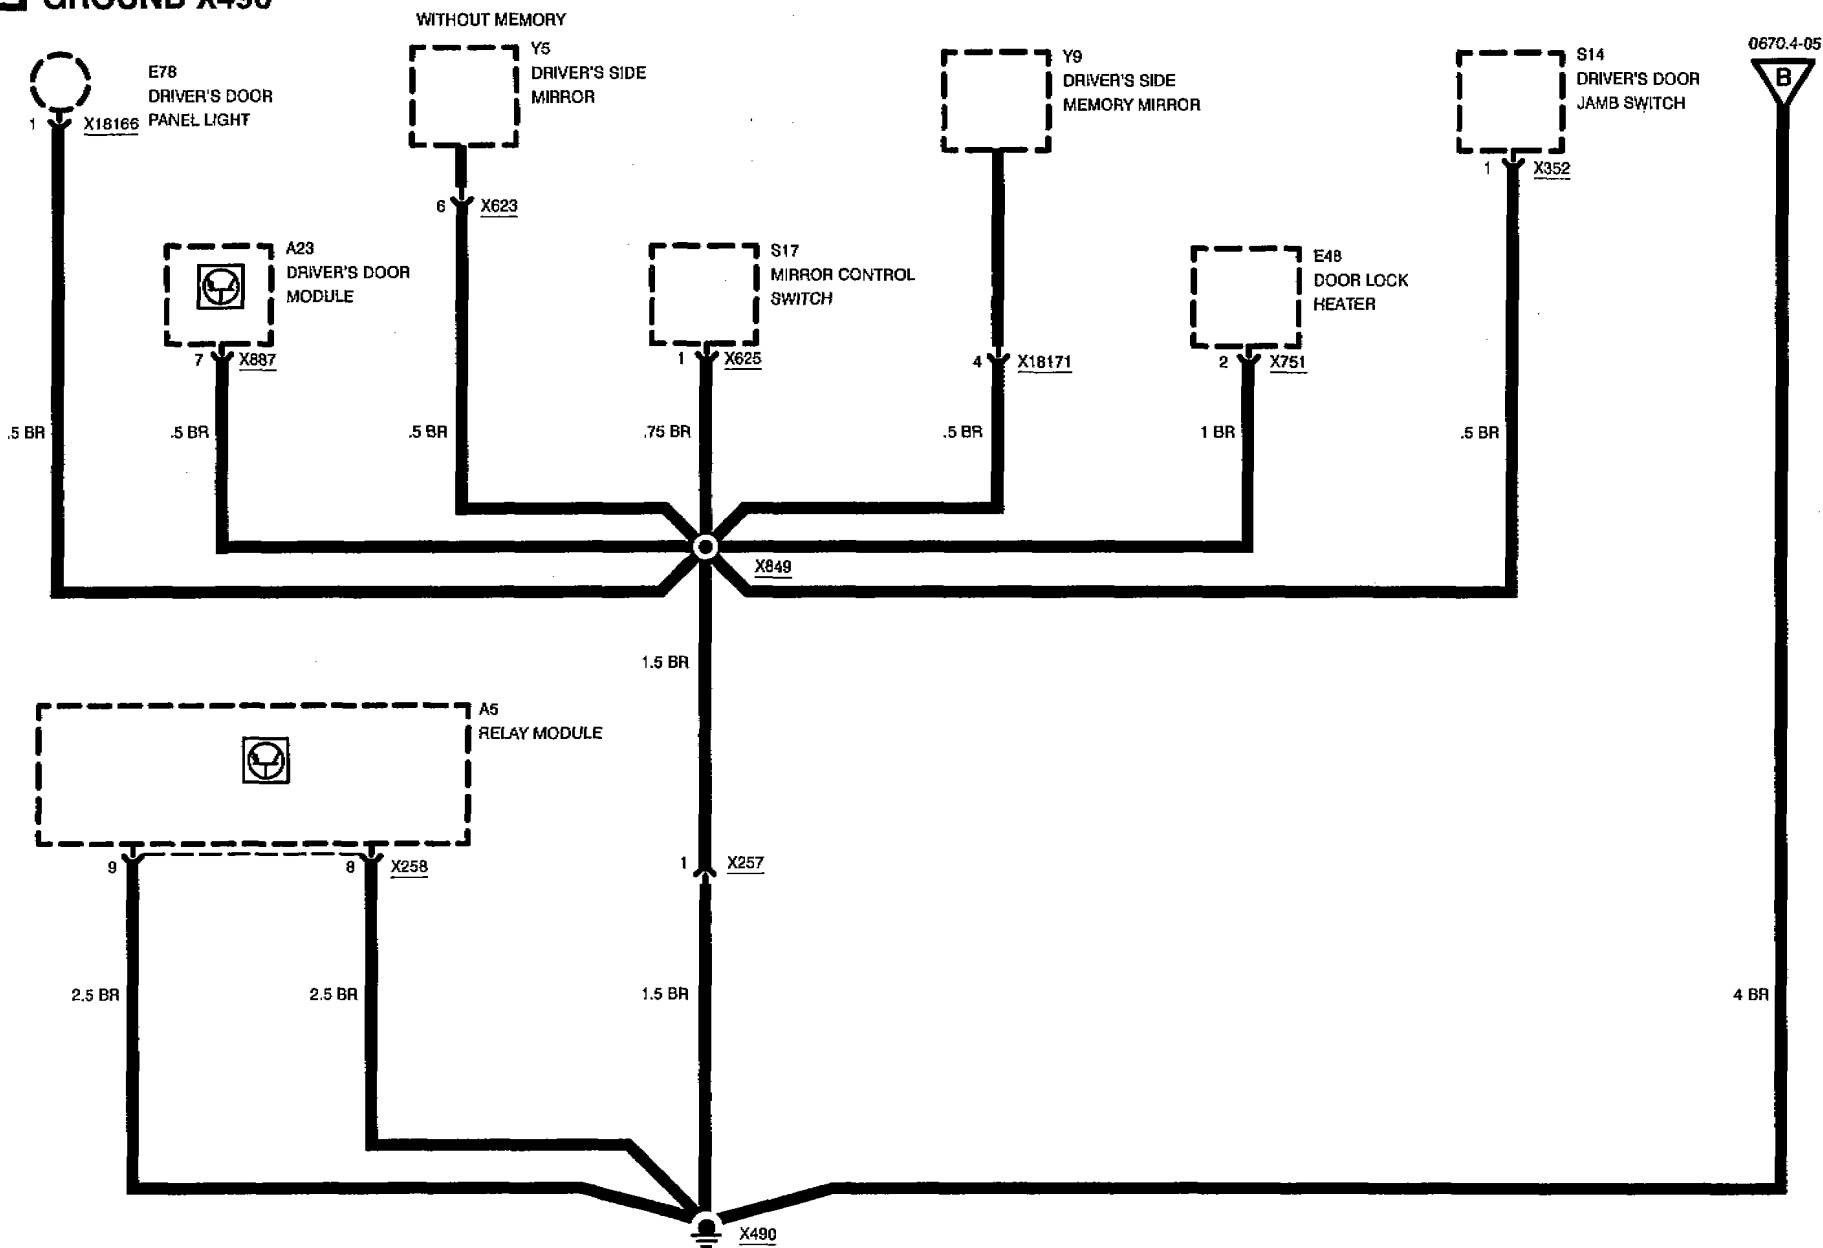 GROUND X490
WITHOUT MEMORY
0670.4-05
B
E78
DRIVER'S DOOR
PANEL LIGHT
1
X18166
Y5
DRIVER'S SIDE
MIRROR
6
X623
Y9
DRIVER'S SIDE
MEMORY MIRROR
S14
DRIVER'S DOOR
JAMB SWITCH
1
X352
A23
DRIVER'S DOOR
MODULE
7
X887
S17
MIRROR CONTROL
SWITCH
1
X625
4
X18171
E48
DOOR LOCK
HEATER
2
X751
.5 BR
.5 BR
.5 BR
.75 BR
.5 BR
1 BR
.5 BR
X849
1.5 BR
A5
RELAY MODULE
9
8
X258
1
X257
2.5 BR
2.5 BR
1.5 BR
4 BR
X490